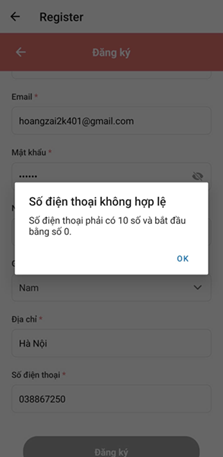 Register
Đăng ký
Email *
hoangzai2k401@gmail.com
Mật khẩu *
••••••
Số điện thoại không hợp lệ
Số điện thoại phải có 10 số và bắt đầu
bằng số 0.
OK
Nam
Địa chỉ *
Hà Nội
Số điện thoại *
038867250
Đăng ký